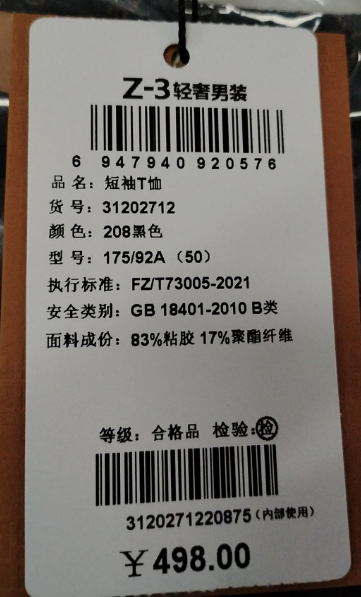 Z-3轻奢男装
6 947940 920576
品 名：短袖T恤
货 号：31202712
颜 色：208黑色
型 号：175/92A （50）
执行标准：FZ/T73005-2021
安全类别：GB 18401-2010 B类
面料成份：83%粘胶 17%聚酯纤维
等级：合格品 检验：检
3120271220875（内部使用）
￥498.00